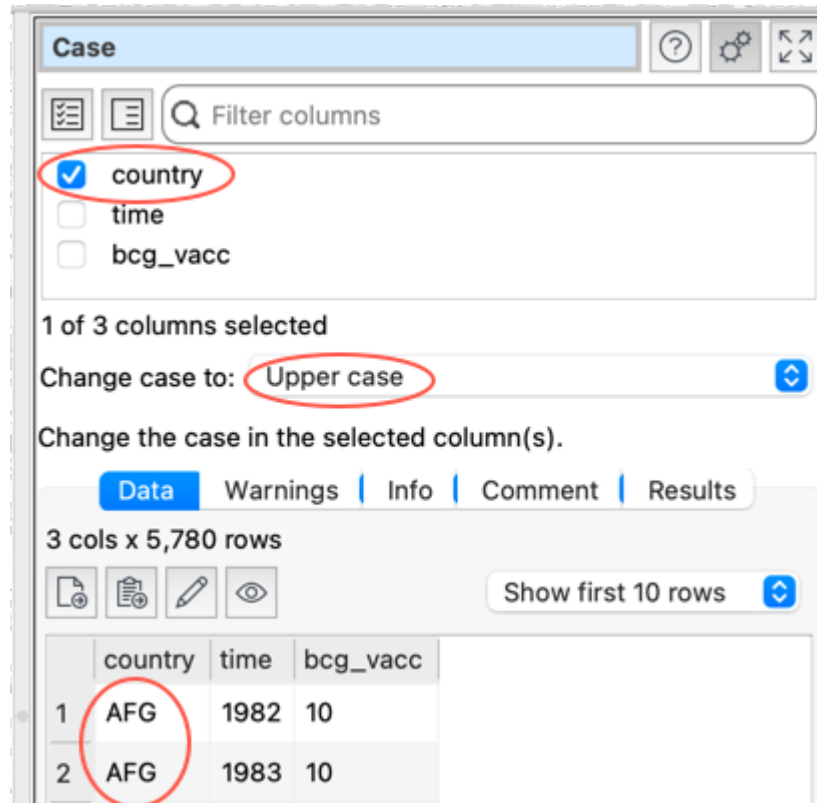 Case
Filter columns
country
time
bcg_vacc
1 of 3 columns selected
Change case to: Upper case
Change the case in the selected column(s).
Data Warnings Info Comment Results
3 cols x 5,780 rows
Show first 10 rows
country time bcg_vacc
1 AFG 1982 10
2 AFG 1983 10